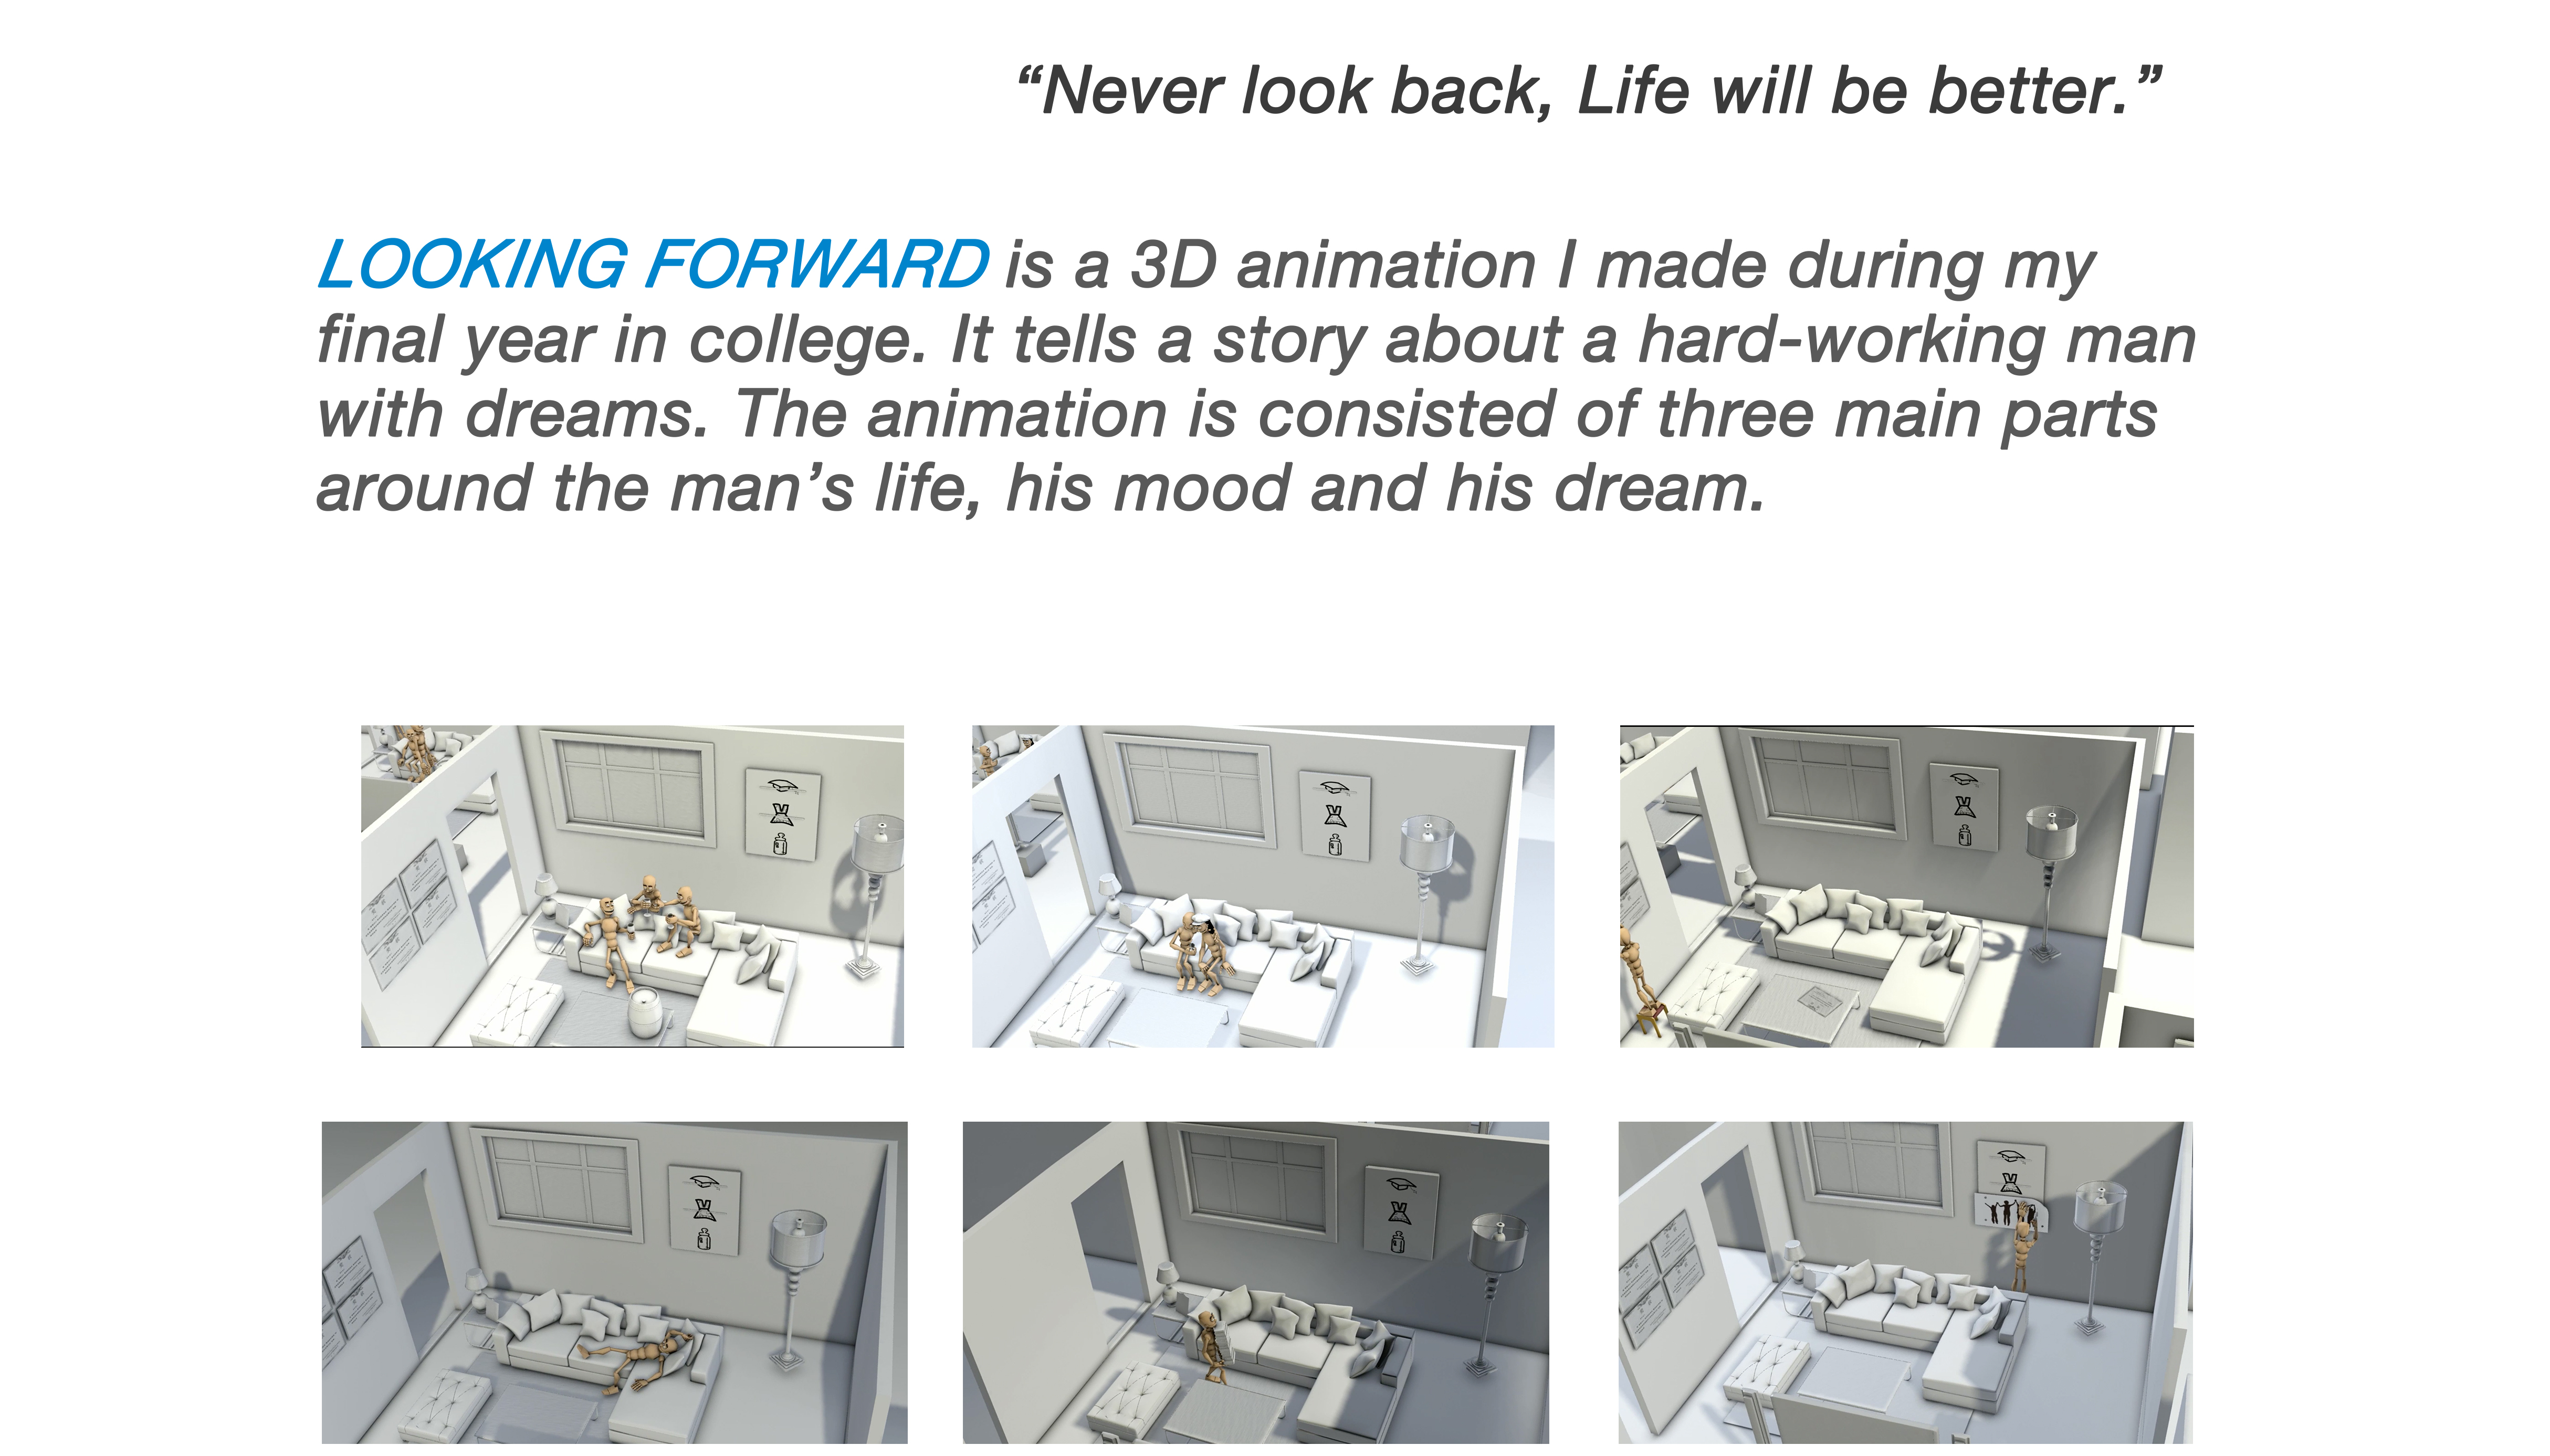 “Never look back, Life will be better.”
LOOKING FORWARD is a 3D animation I made during my
final year in college. It tells a story about a hard-working man
with dreams. The animation is consisted of three main parts
around the man’s life, his mood and his dream.